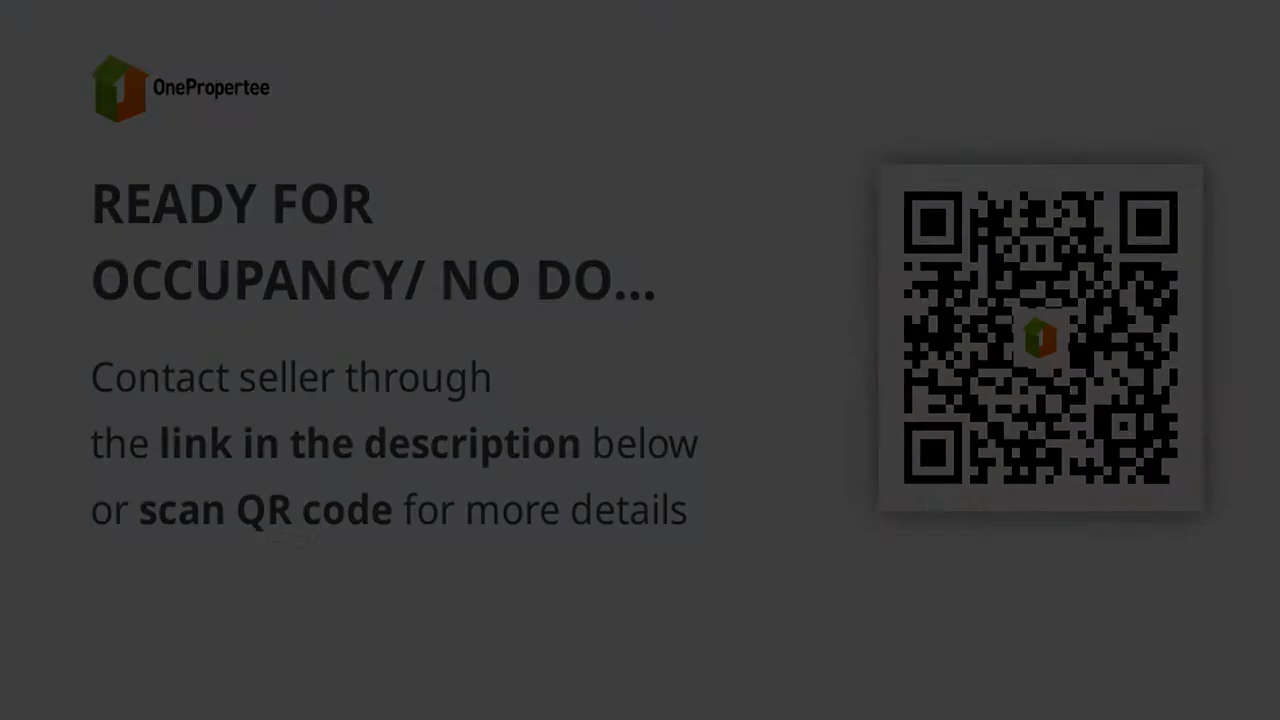 OnePropertee
READY FOR
OCCUPANCY/ NO DO...
Contact seller through
the link in the description below
or scan QR code for more details